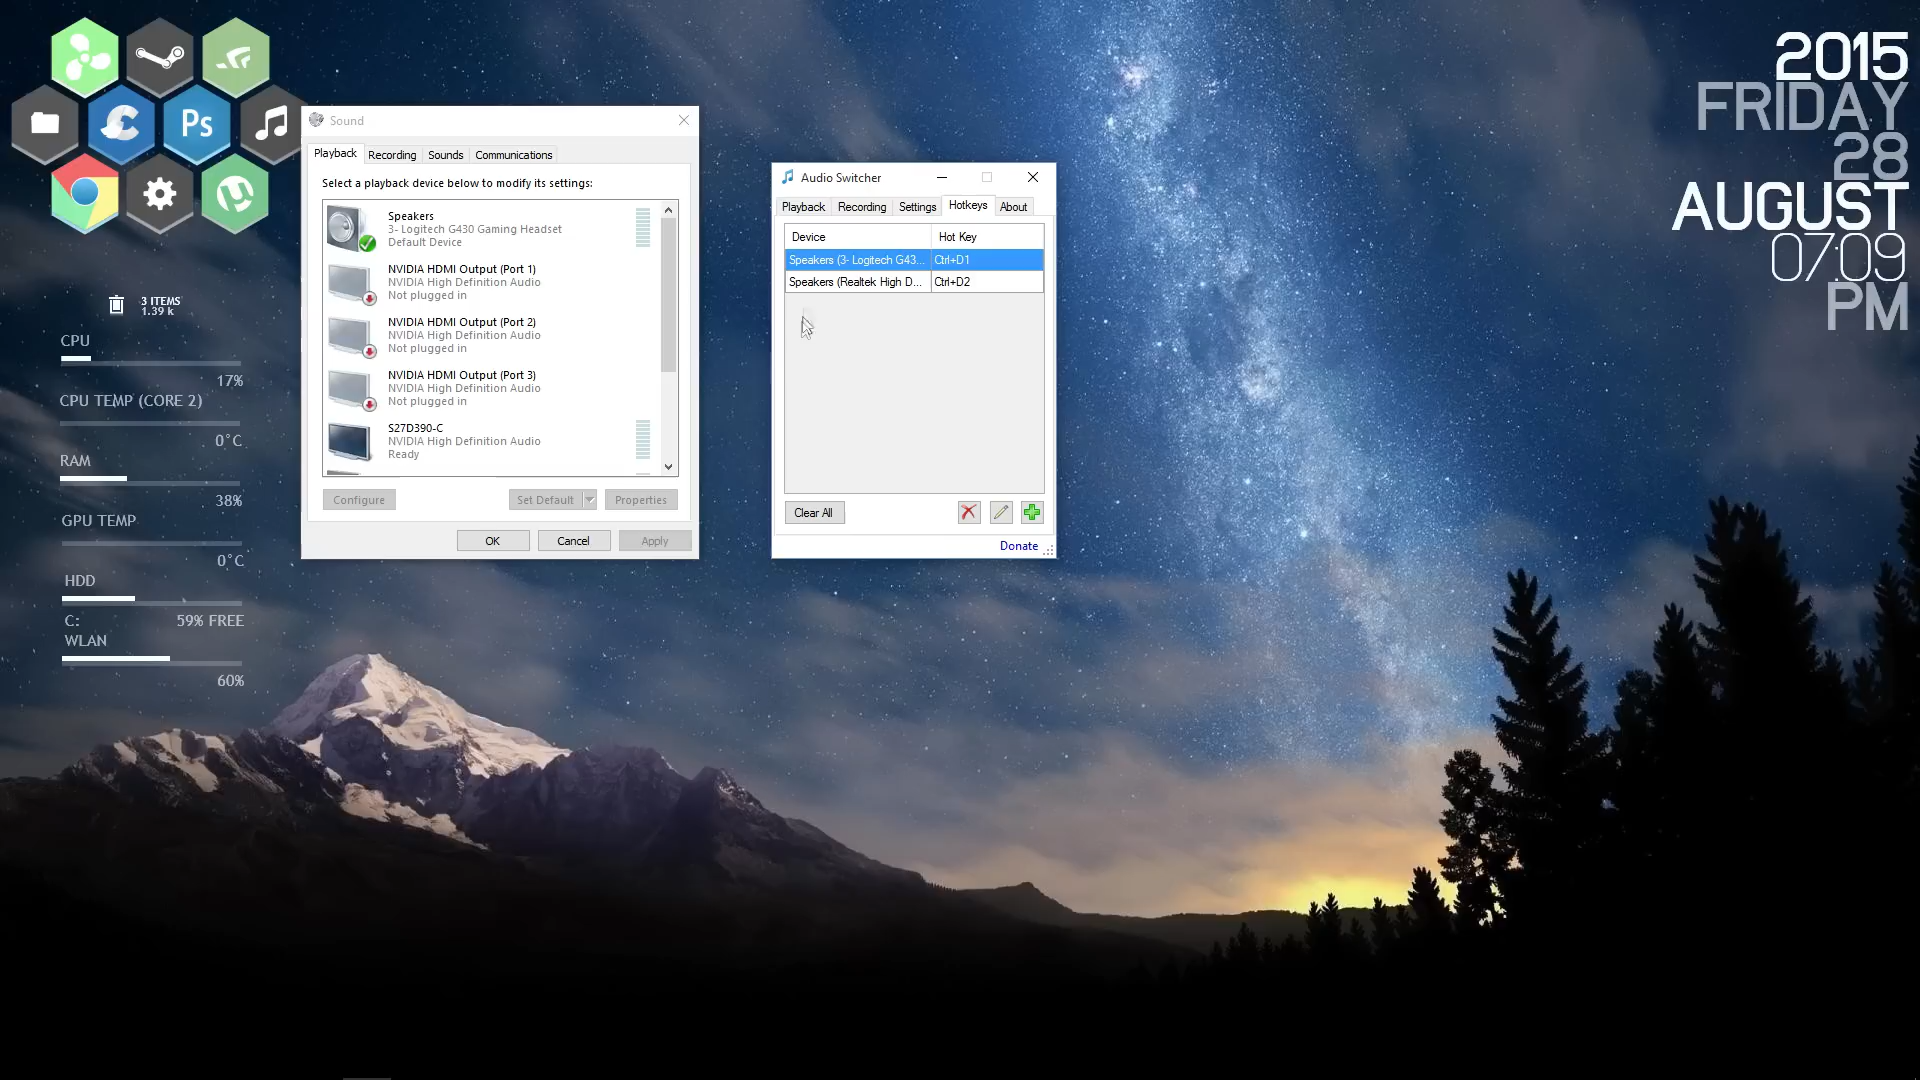 Ps
3 ITEMS
1.39 k
CPU
17%
CPU TEMP (CORE 2)
0°C
RAM
38%
GPU TEMP
0°C
HDD
C: 59% FREE
WLAN
60%
Sound
Playback Recording Sounds Communications
Select a playback device below to modify its settings:
Speakers
3- Logitech G430 Gaming Headset
Default Device
NVIDIA HDMI Output (Port 1)
NVIDIA High Definition Audio
Not plugged in
NVIDIA HDMI Output (Port 2)
NVIDIA High Definition Audio
Not plugged in
NVIDIA HDMI Output (Port 3)
NVIDIA High Definition Audio
Not plugged in
S27D390-C
NVIDIA High Definition Audio
Ready
Configure Set Default Properties
OK Cancel Apply
Audio Switcher
Playback Recording Settings Hotkeys About
Device Hot Key
Speakers (3- Logitech G43... Ctrl+D1
Speakers (Realtek High D... Ctrl+D2
Clear All
Donate
2015
FRIDAY
28
AUGUST
07:09
PM